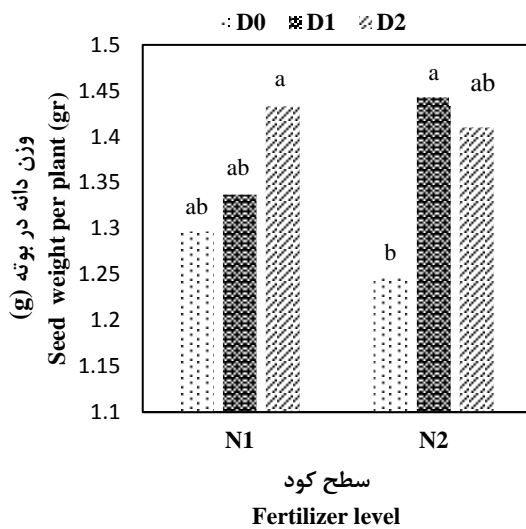 D0 D1 D2
1.5
1.45
1.4
1.35
1.3
1.25
1.2
1.15
1.1
وزن دانه در بوته (g)
Seed weight per plant (gr)
ab
ab
a
b
a
ab
N1
N2
سطح کود
Fertilizer level